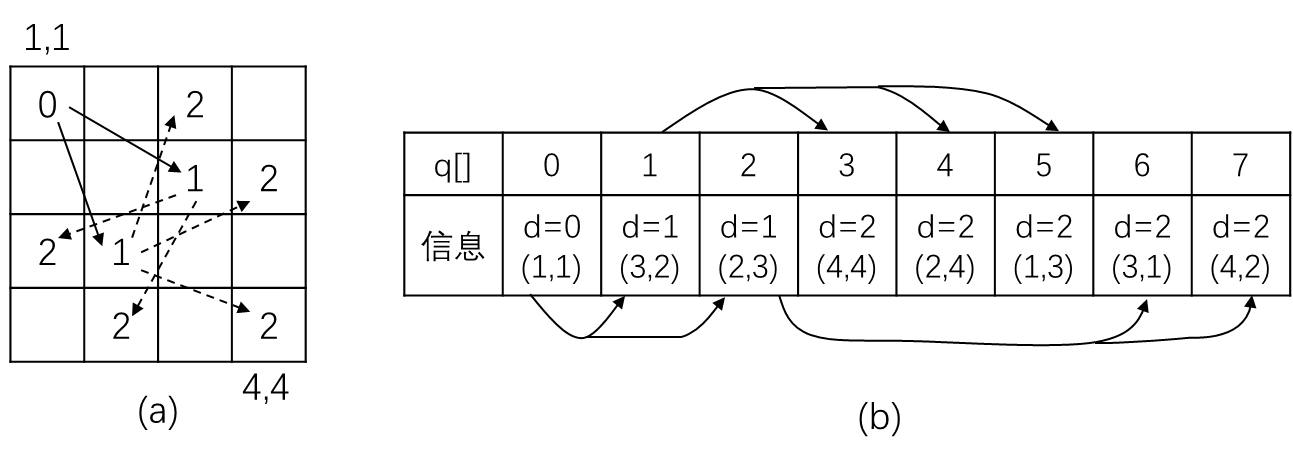 1,1
0 2
1 2
2 1
2 2
4,4
(a)
q[] 0 1 2 3 4 5 6 7
信息 d=0 (1,1) d=1 (3,2) d=1 (2,3) d=2 (4,4) d=2 (2,4) d=2 (1,3) d=2 (3,1) d=2 (4,2)
(b)